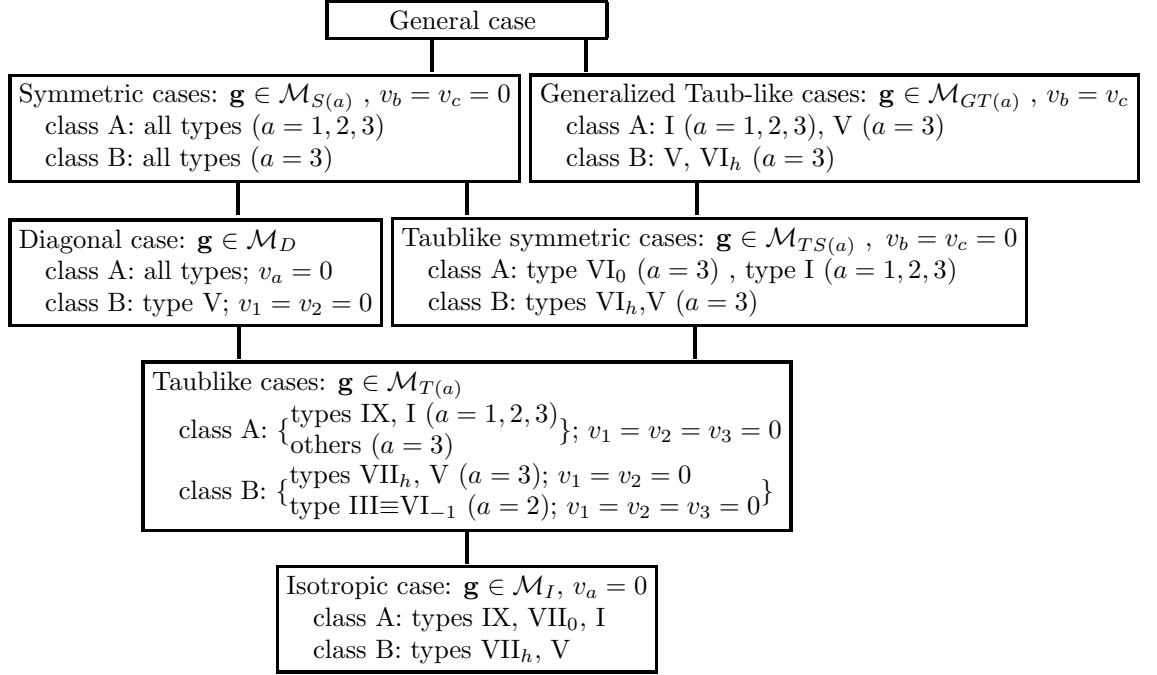 General case
Symmetric cases: g ∈ M_S(a) , v_b = v_c = 0
class A: all types (a = 1, 2, 3)
class B: all types (a = 3)
Generalized Taub-like cases: g ∈ M_GT(a) , v_b = v_c
class A: I (a = 1, 2, 3), V (a = 3)
class B: V, VI_h (a = 3)
Diagonal case: g ∈ M_D
class A: all types; v_a = 0
class B: type V; v_1 = v_2 = 0
Taublike symmetric cases: g ∈ M_TS(a) , v_b = v_c = 0
class A: type VI_0 (a = 3) , type I (a = 1, 2, 3)
class B: types VI_h,V (a = 3)
Taublike cases: g ∈ M_T(a)
class A: {types IX, I (a = 1, 2, 3)
others (a = 3)}; v_1 = v_2 = v_3 = 0
class B: {types VII_h, V (a = 3); v_1 = v_2 = 0
type III≡VI_−1 (a = 2); v_1 = v_2 = v_3 = 0}
Isotropic case: g ∈ M_I, v_a = 0
class A: types IX, VII_0, I
class B: types VII_h, V